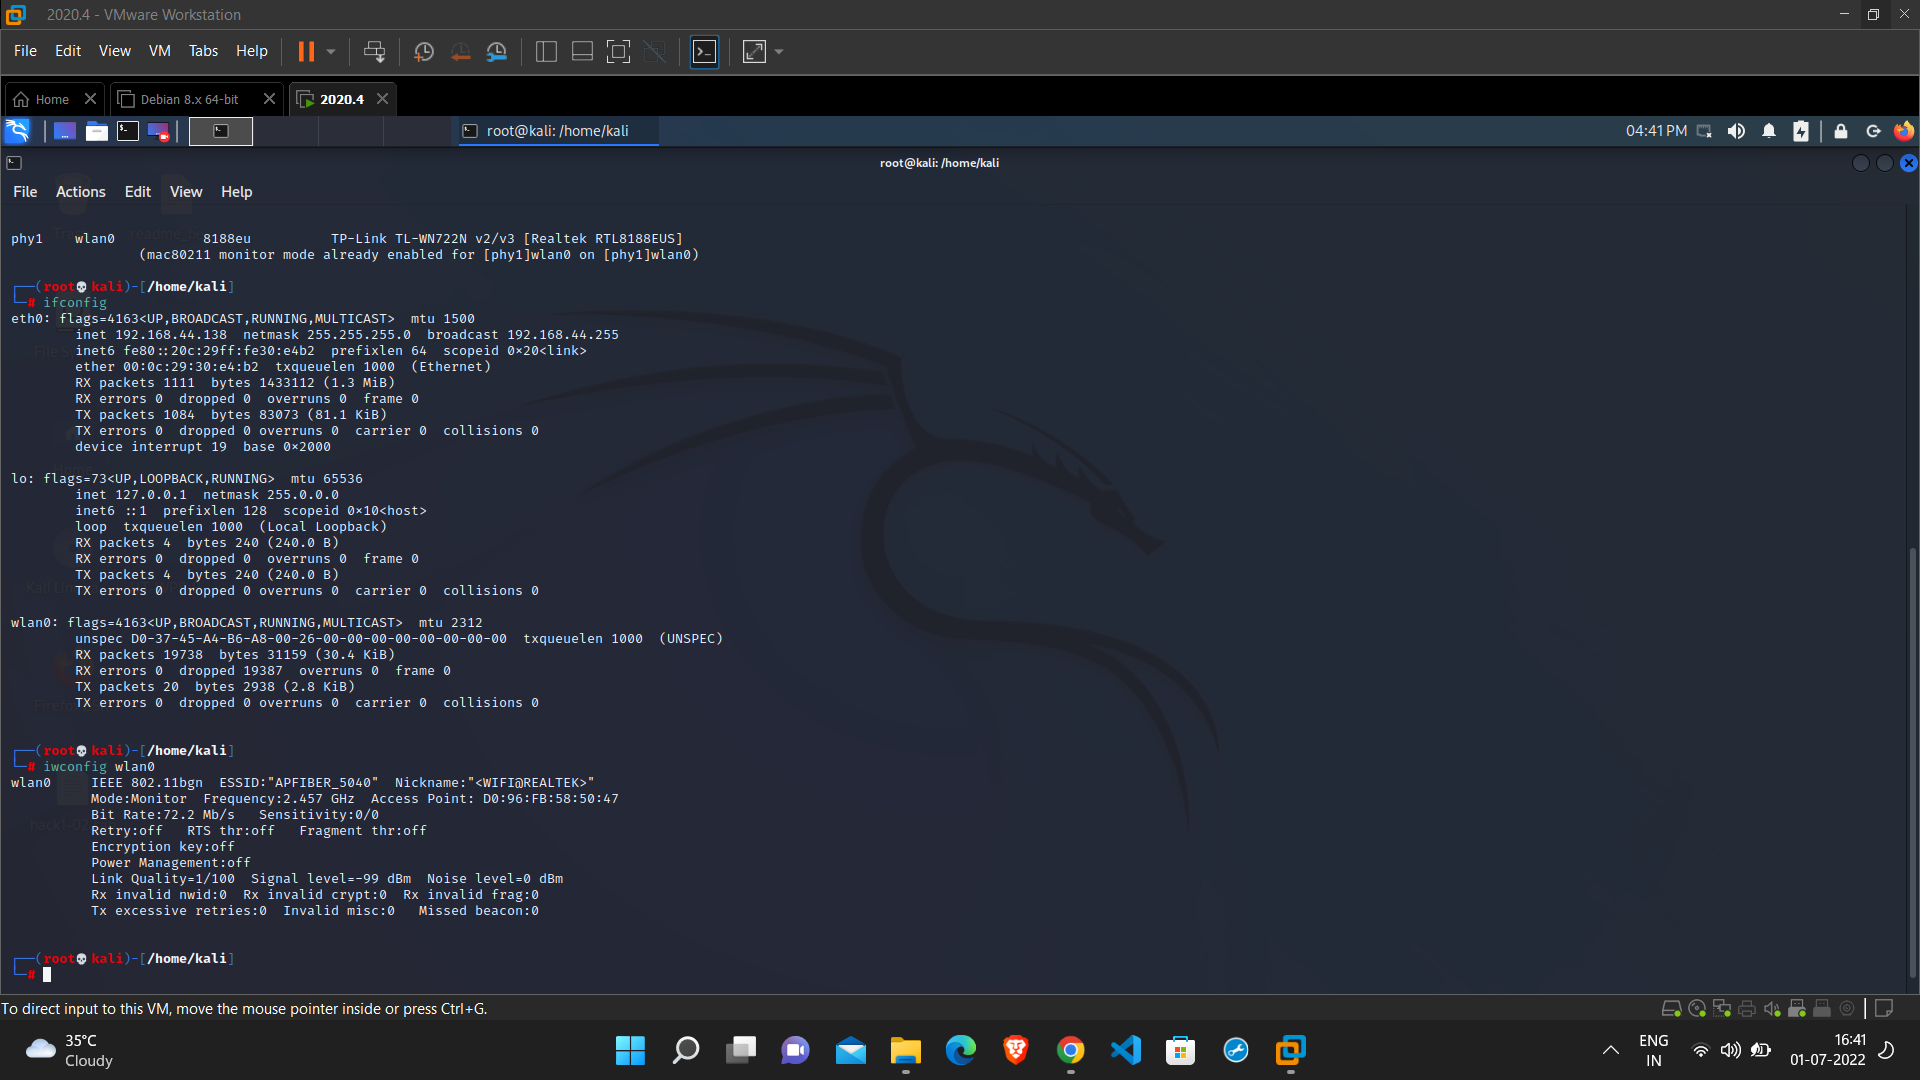 2020.4 - VMware Workstation
File Edit View VM Tabs Help
Home Debian 8.x 64-bit 2020.4
root@kali: /home/kali 04:41 PM
root@kali: /home/kali
File Actions Edit View Help
phy1 wlan0 8188eu TP-Link TL-WN722N v2/v3 [Realtek RTL8188EUS]
(mac80211 monitor mode already enabled for [phy1]wlan0 on [phy1]wlan0)
┌──(root💀kali)-[/home/kali]
└─# ifconfig
eth0: flags=4163<UP,BROADCAST,RUNNING,MULTICAST> mtu 1500
inet 192.168.44.138 netmask 255.255.255.0 broadcast 192.168.44.255
inet6 fe80::20c:29ff:fe30:e4b2 prefixlen 64 scopeid 0×20<link>
ether 00:0c:29:30:e4:b2 txqueuelen 1000 (Ethernet)
RX packets 1111 bytes 1433112 (1.3 MiB)
RX errors 0 dropped 0 overruns 0 frame 0
TX packets 1084 bytes 83073 (81.1 KiB)
TX errors 0 dropped 0 overruns 0 carrier 0 collisions 0
device interrupt 19 base 0×2000
lo: flags=73<UP,LOOPBACK,RUNNING> mtu 65536
inet 127.0.0.1 netmask 255.0.0.0
inet6 ::1 prefixlen 128 scopeid 0×10<host>
loop txqueuelen 1000 (Local Loopback)
RX packets 4 bytes 240 (240.0 B)
RX errors 0 dropped 0 overruns 0 frame 0
TX packets 4 bytes 240 (240.0 B)
TX errors 0 dropped 0 overruns 0 carrier 0 collisions 0
wlan0: flags=4163<UP,BROADCAST,RUNNING,MULTICAST> mtu 2312
unspec D0-37-45-A4-B6-A8-00-26-00-00-00-00-00-00-00-00 txqueuelen 1000 (UNSPEC)
RX packets 19738 bytes 31159 (30.4 KiB)
RX errors 0 dropped 19387 overruns 0 frame 0
TX packets 20 bytes 2938 (2.8 KiB)
TX errors 0 dropped 0 overruns 0 carrier 0 collisions 0
┌──(root💀kali)-[/home/kali]
└─# iwconfig wlan0
wlan0 IEEE 802.11bgn ESSID:"APFIBER_5040" Nickname:"<WIFI@REALTEK>"
Mode:Monitor Frequency:2.457 GHz Access Point: D0:96:FB:58:50:47
Bit Rate:72.2 Mb/s Sensitivity:0/0
Retry:off RTS thr:off Fragment thr:off
Encryption key:off
Power Management:off
Link Quality=1/100 Signal level=-99 dBm Noise level=0 dBm
Rx invalid nwid:0 Rx invalid crypt:0 Rx invalid frag:0
Tx excessive retries:0 Invalid misc:0 Missed beacon:0
┌──(root💀kali)-[/home/kali]
└─#
To direct input to this VM, move the mouse pointer inside or press Ctrl+G.
35°C
Cloudy
ENG
IN
16:41
01-07-2022